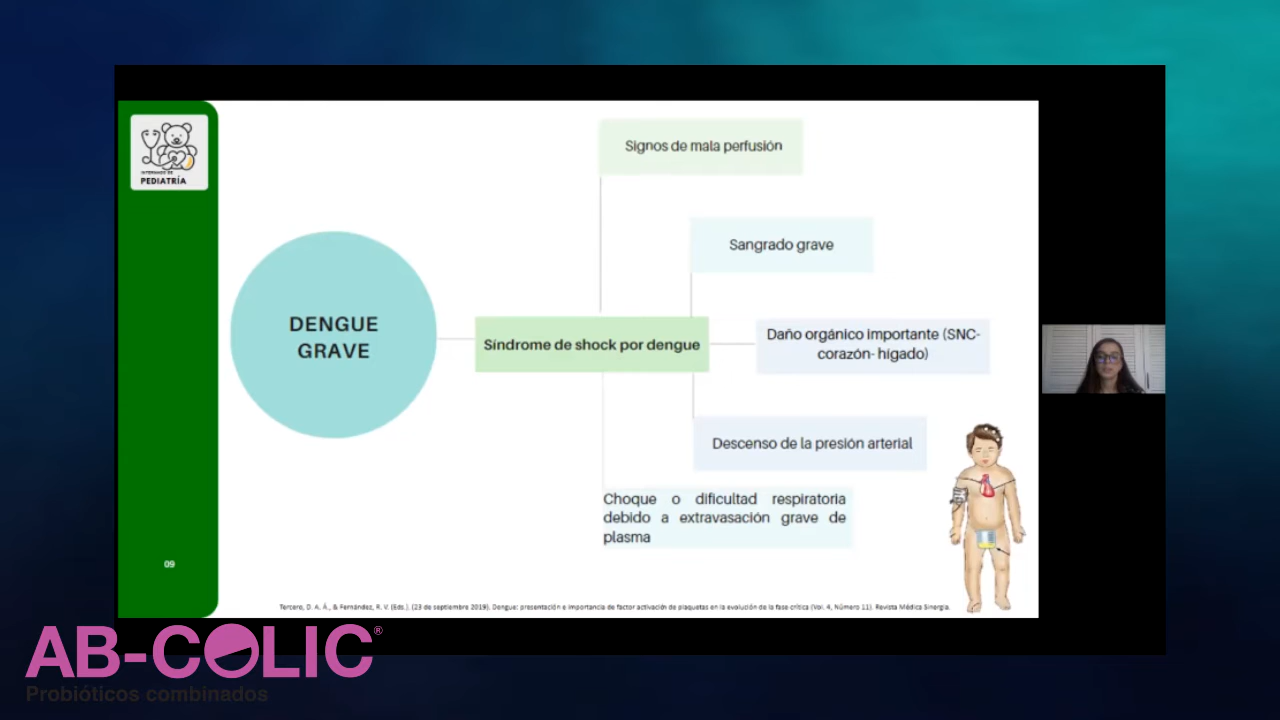 INTERNADO DE
PEDIATRÍA
DENGUE
GRAVE
Síndrome de shock por dengue
Signos de mala perfusión
Sangrado grave
Daño orgánico importante (SNC-
corazón- hígado)
Descenso de la presión arterial
Choque o dificultad respiratoria
debido a extravasación grave de
plasma
09
Tercero, D. A. Á., & Fernández, R. V. (Eds.). (23 de septiembre 2019). Dengue: presentación e importancia de factor activación de plaquetas en la evolución de la fase crítica (Vol. 4, Número 11). Revista Médica Sinergia.
AB-COLIC®
Probióticos combinados